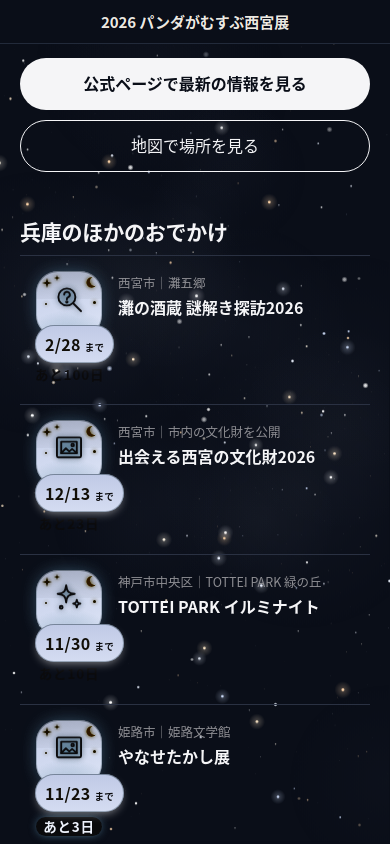 2026 パンダがむすぶ西宮展
公式ページで最新の情報を見る
地図で場所を見る
兵庫のほかのおでかけ
西宮市｜灘五郷
灘の酒蔵 謎解き探訪2026
2/28 まで
西宮市｜市内の文化財を公開
出会える西宮の文化財2026
12/13 まで
神戸市中央区｜TOTTEI PARK 緑の丘
TOTTEI PARK イルミナイト
11/30 まで
姫路市｜姫路文学館
やなせたかし展
11/23 まで
あと3日